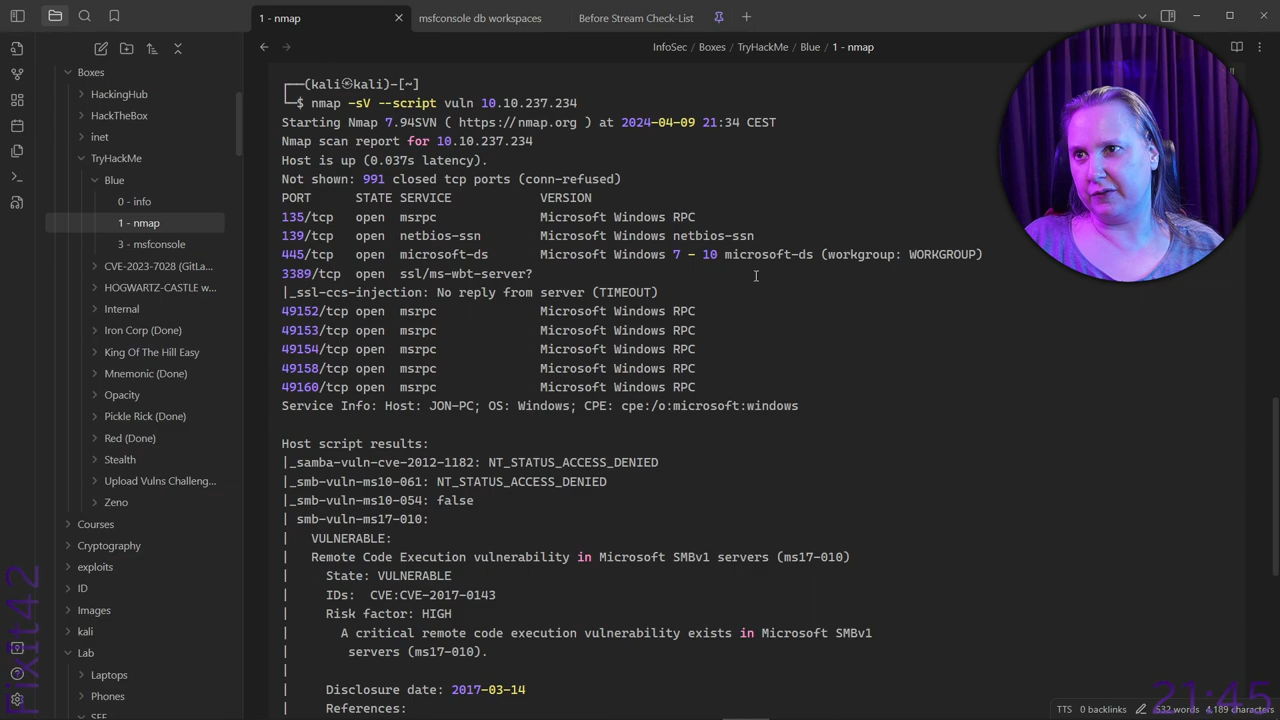 1 - nmap
msfconsole db workspaces
Before Stream Check-List
InfoSec > Boxes > TryHackMe > Blue > 1 - nmap
Boxes
HackingHub
HackTheBox
inet
TryHackMe
Blue
0 - info
1 - nmap
3 - msfconsole
CVE-2023-7028 (GitLa...
HOGWARTZ-CASTLE w...
Internal
Iron Corp (Done)
King Of The Hill Easy
Mnemonic (Done)
Opacity
Pickle Rick (Done)
Red (Done)
Stealth
Upload Vulns Challeng...
Zeno
Courses
Cryptography
exploits
ID
Images
kali
Lab
Laptops
Phones
SEE
┌──(kali㉿kali)-[~]
└─$ nmap -sV --script vuln 10.10.237.234
Starting Nmap 7.94SVN ( https://nmap.org ) at 2024-04-09 21:34 CEST
Nmap scan report for 10.10.237.234
Host is up (0.037s latency).
Not shown: 991 closed tcp ports (conn-refused)
PORT STATE SERVICE VERSION
135/tcp open msrpc Microsoft Windows RPC
139/tcp open netbios-ssn Microsoft Windows netbios-ssn
445/tcp open microsoft-ds Microsoft Windows 7 - 10 microsoft-ds (workgroup: WORKGROUP)
3389/tcp open ssl/ms-wbt-server?
|_ssl-ccs-injection: No reply from server (TIMEOUT)
49152/tcp open msrpc Microsoft Windows RPC
49153/tcp open msrpc Microsoft Windows RPC
49154/tcp open msrpc Microsoft Windows RPC
49158/tcp open msrpc Microsoft Windows RPC
49160/tcp open msrpc Microsoft Windows RPC
Service Info: Host: JON-PC; OS: Windows; CPE: cpe:/o:microsoft:windows
Host script results:
|_samba-vuln-cve-2012-1182: NT_STATUS_ACCESS_DENIED
|_smb-vuln-ms10-061: NT_STATUS_ACCESS_DENIED
|_smb-vuln-ms10-054: false
| smb-vuln-ms17-010:
|   VULNERABLE:
|   Remote Code Execution vulnerability in Microsoft SMBv1 servers (ms17-010)
|     State: VULNERABLE
|     IDs:  CVE:CVE-2017-0143
|     Risk factor: HIGH
|       A critical remote code execution vulnerability exists in Microsoft SMBv1
|        servers (ms17-010).
|
|     Disclosure date: 2017-03-14
|     References:
Fixit42
21:45
TTS 0 backlinks 532 words 4,189 characters